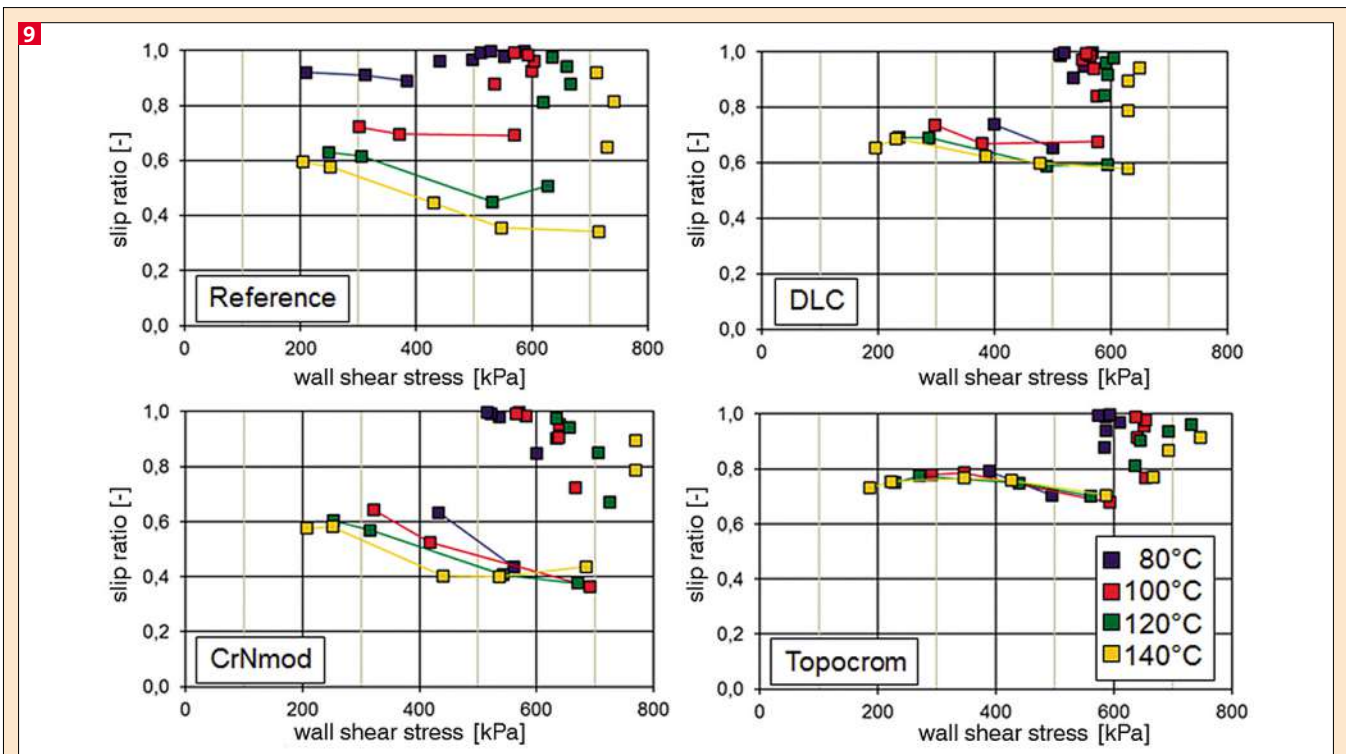 9
1,0
0,8
0,6
0,4
0,2
0,0
slip ratio [-]
Reference
0
200
400
600
800
wall shear stress [kPa]
1,0
0,8
0,6
0,4
0,2
0,0
slip ratio [-]
DLC
0
200
400
600
800
wall shear stress [kPa]
1,0
0,8
0,6
0,4
0,2
0,0
slip ratio [-]
CrNmod
0
200
400
600
800
wall shear stress [kPa]
1,0
0,8
0,6
0,4
0,2
0,0
slip ratio [-]
Topocrom
80°C
100°C
120°C
140°C
0
200
400
600
800
wall shear stress [kPa]